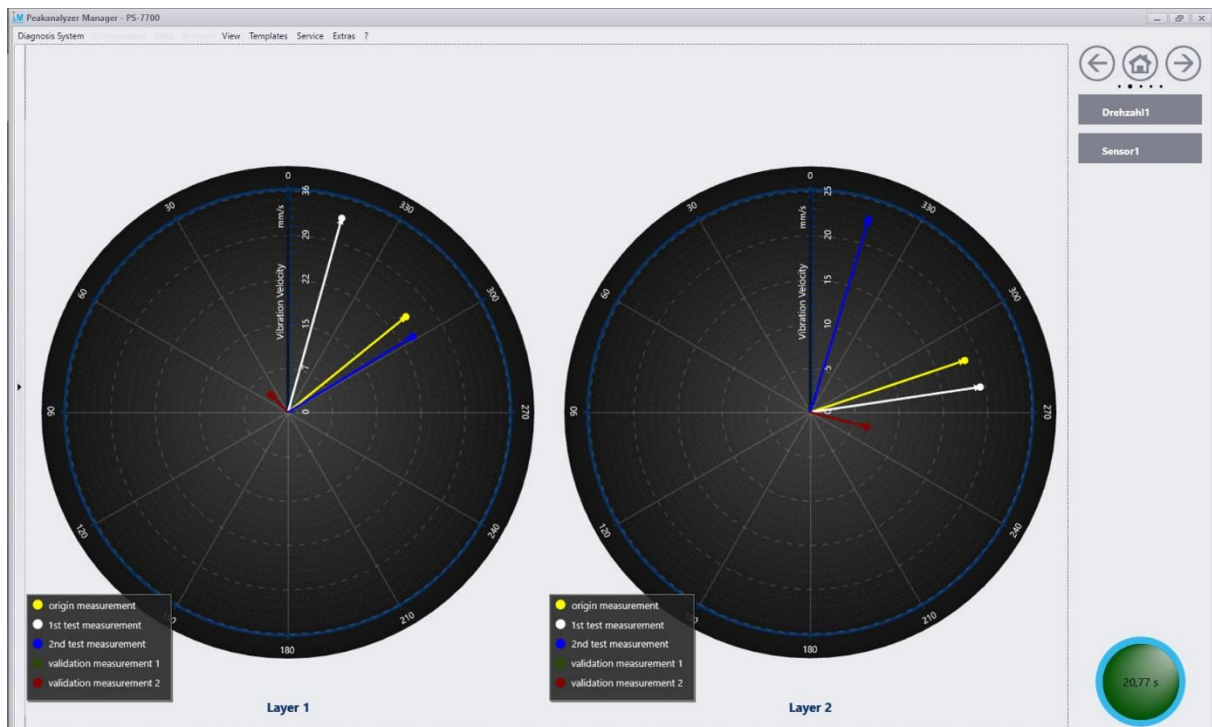 Peakanalyzer Manager - PS-7700
Diagnosis System View Templates Service Extras ?
Drehzahl1
Sensor1
0
30
60
90
120
180
210
240
270
300
330
36
29
22
15
7
0
mm/s
Vibration Velocity
origin measurement
1st test measurement
2nd test measurement
validation measurement 1
validation measurement 2
Layer 1
0
30
60
90
120
180
210
240
270
300
330
25
20
15
10
5
0
mm/s
Vibration Velocity
origin measurement
1st test measurement
2nd test measurement
validation measurement 1
validation measurement 2
Layer 2
20,77 s